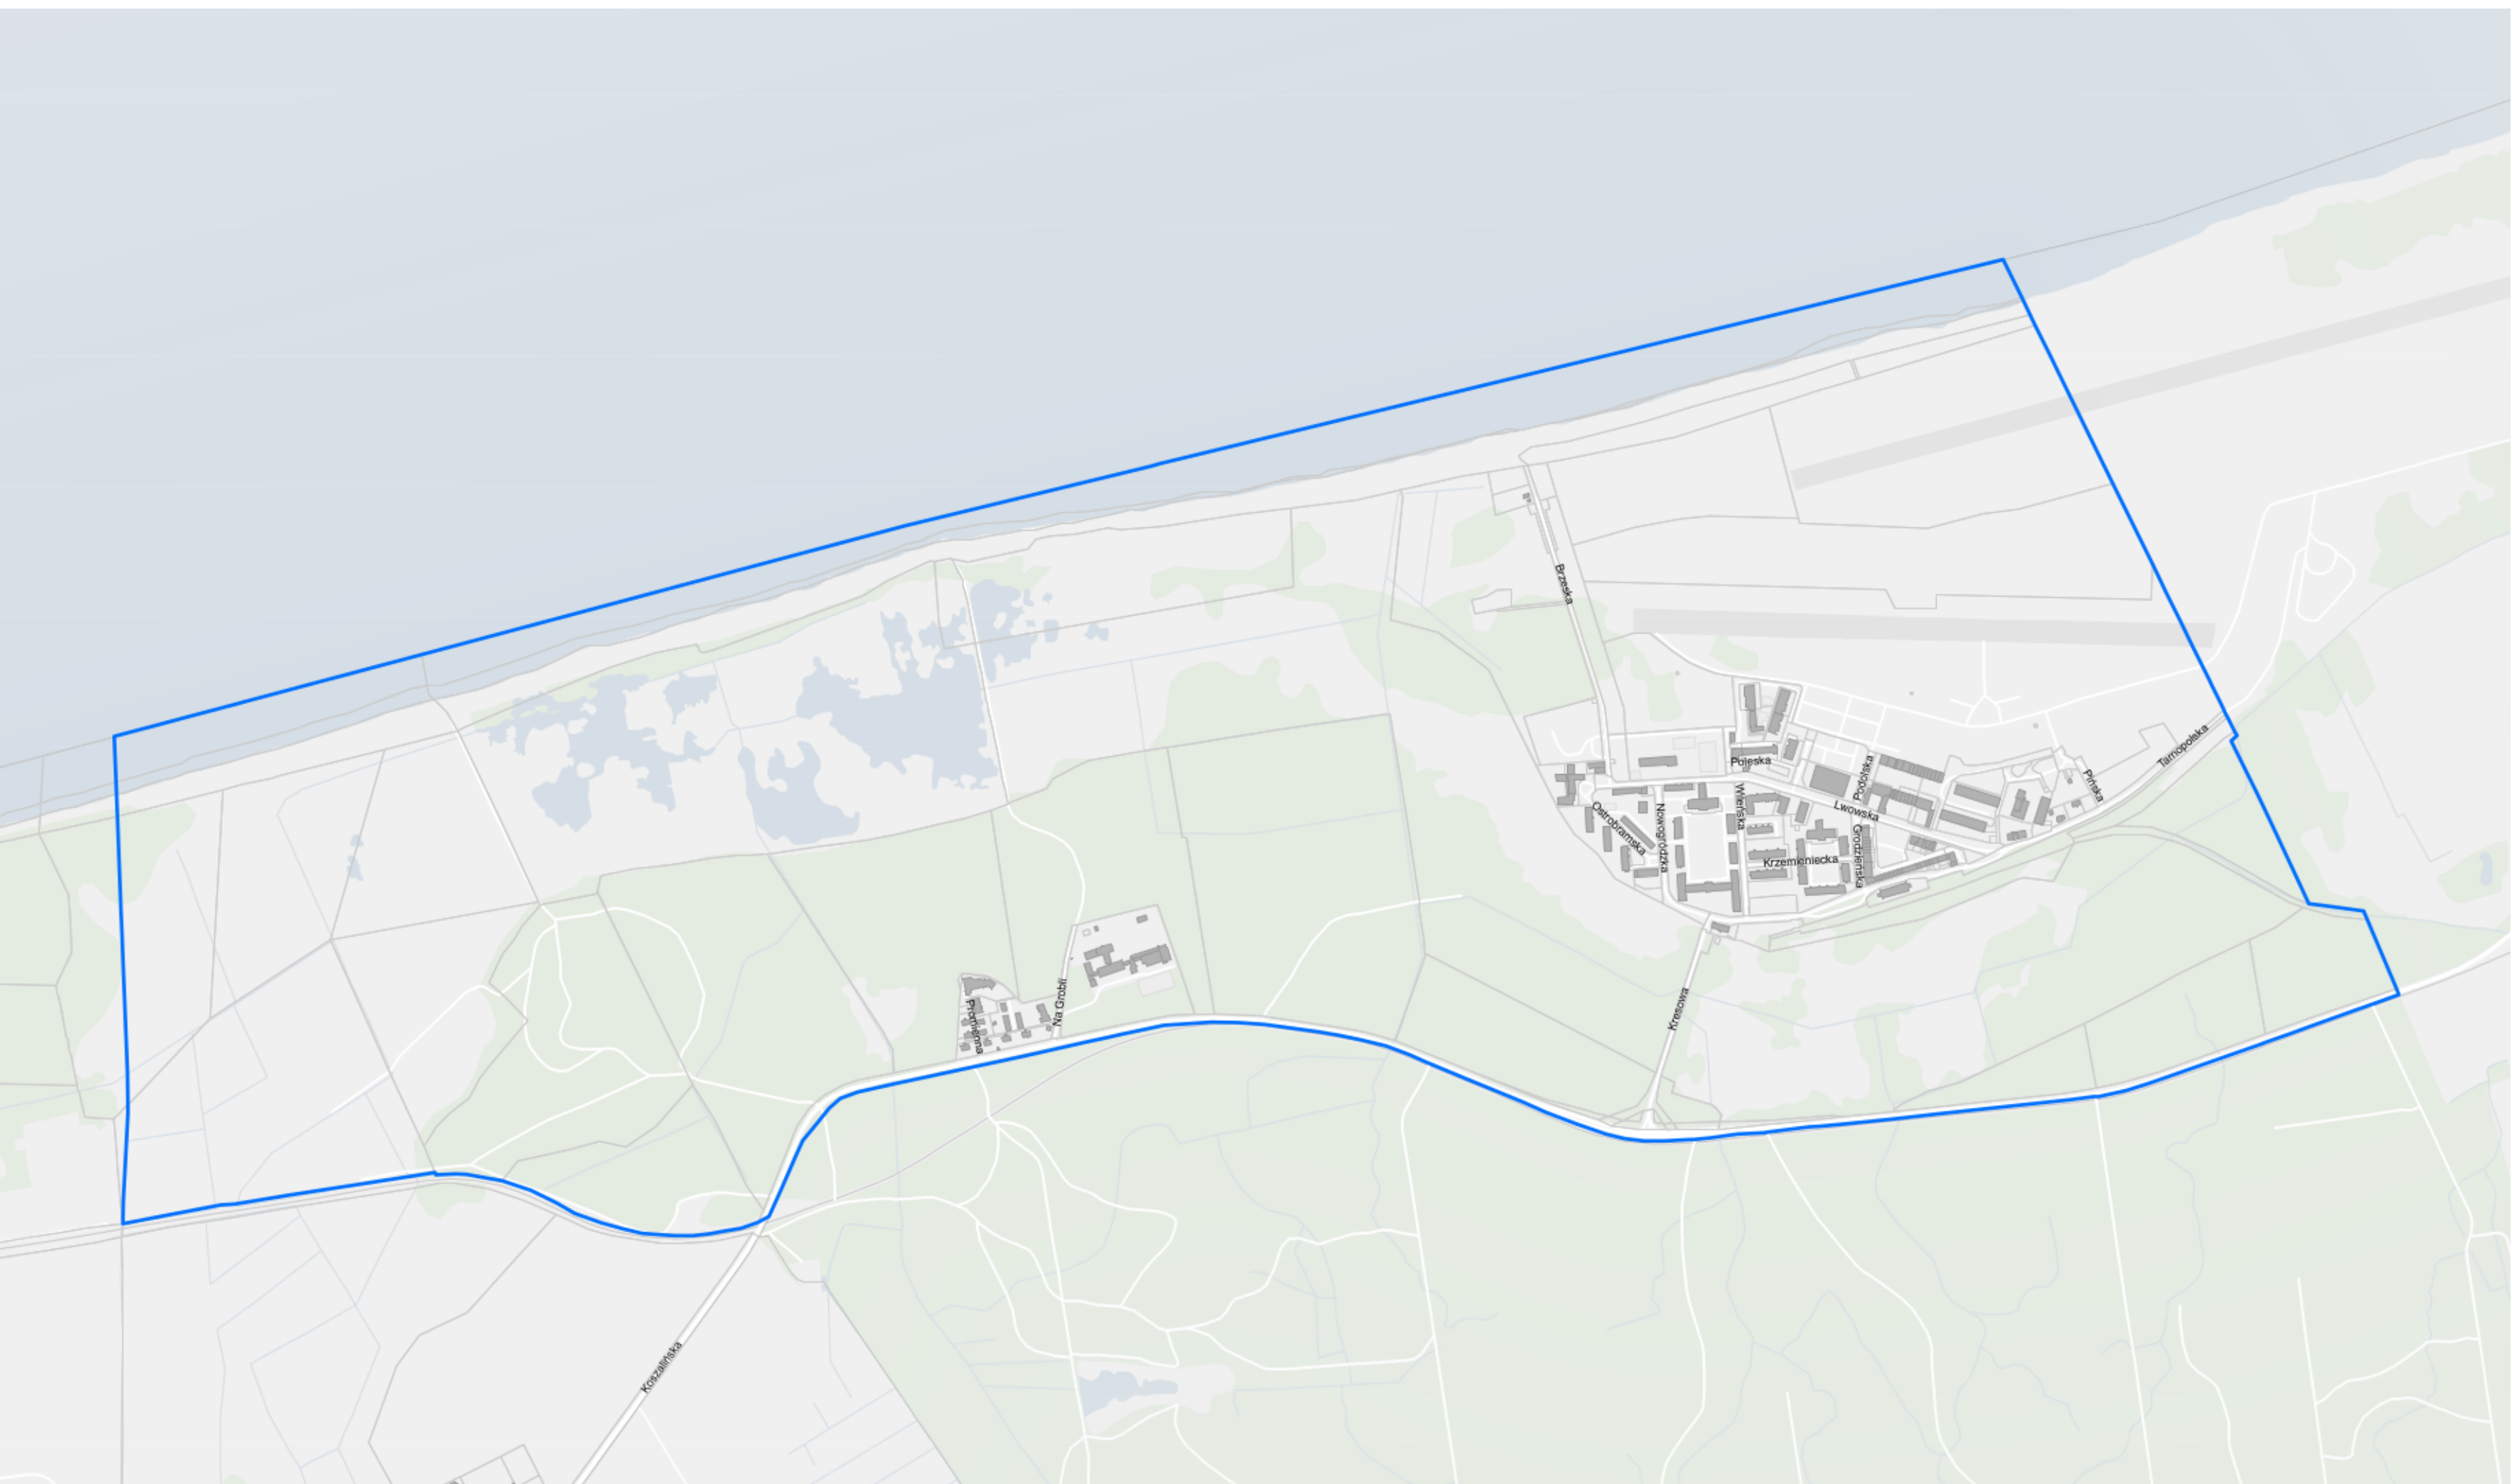 Brzeska
Poleska
Tarnopolska
Pińska
Podolska
Lwowska
Wileńska
Ostrobramska
Nowogródzka
Grodzieńska
Krzemieniecka
Kresowa
Na Grobli
Promienna
Koszalińska